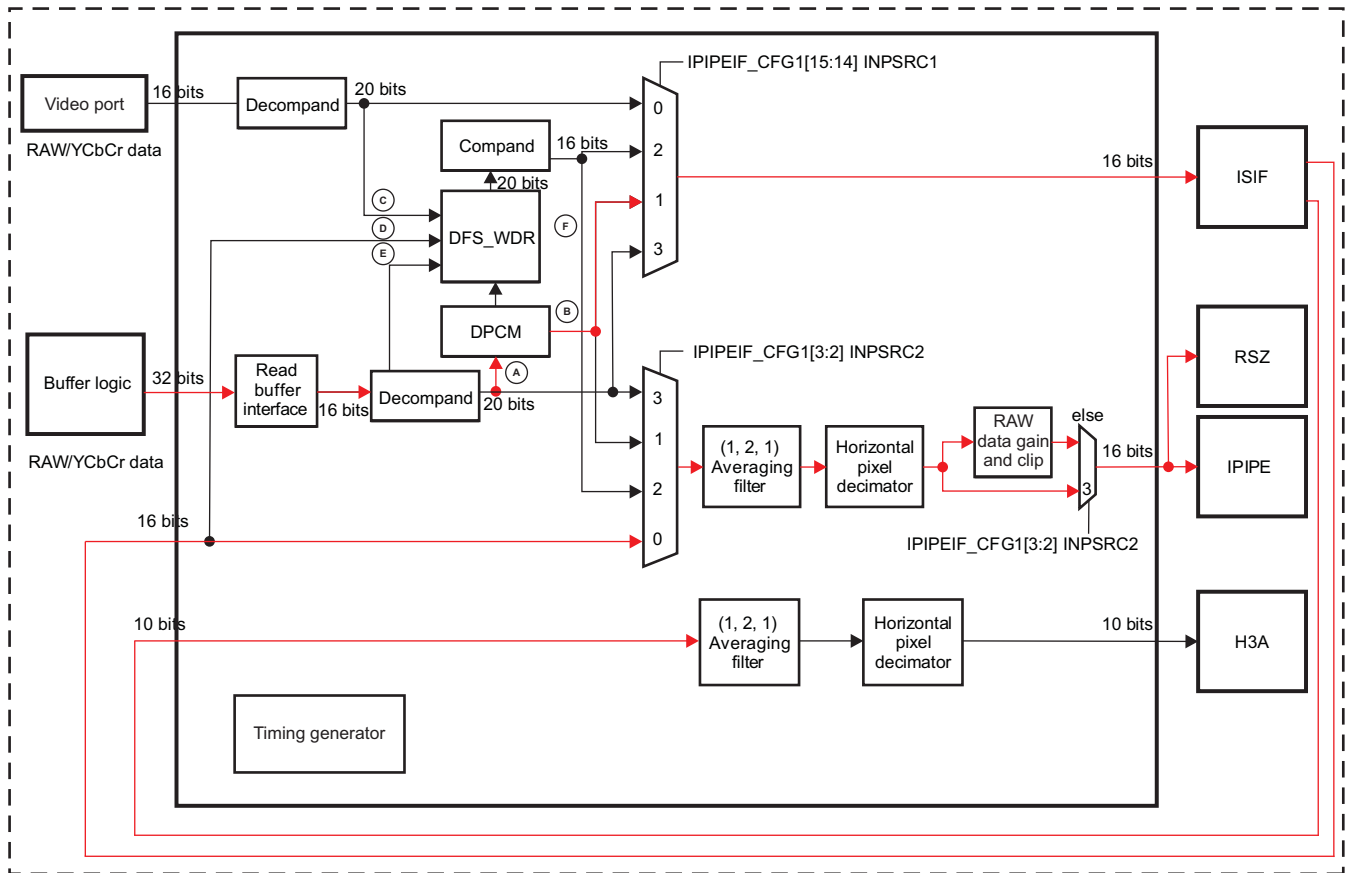 IPIPEIF_CFG1[15:14] INPSRC1
Video port
16 bits
Decompand
20 bits
0
RAW/YCbCr data
Compand
16 bits
2
20 bits
C
1
D
DFS_WDR
F
E
3
16 bits
ISIF
B
DPCM
IPIPEIF_CFG1[3:2] INPSRC2
A
Buffer logic
32 bits
Read
buffer
interface
16 bits
Decompand
20 bits
3
RSZ
RAW/YCbCr data
1
(1, 2, 1)
Averaging
filter
Horizontal
pixel
decimator
RAW
data gain
and clip
else
3
16 bits
IPIPE
2
16 bits
0
IPIPEIF_CFG1[3:2] INPSRC2
10 bits
(1, 2, 1)
Averaging
filter
Horizontal
pixel
decimator
10 bits
H3A
Timing generator